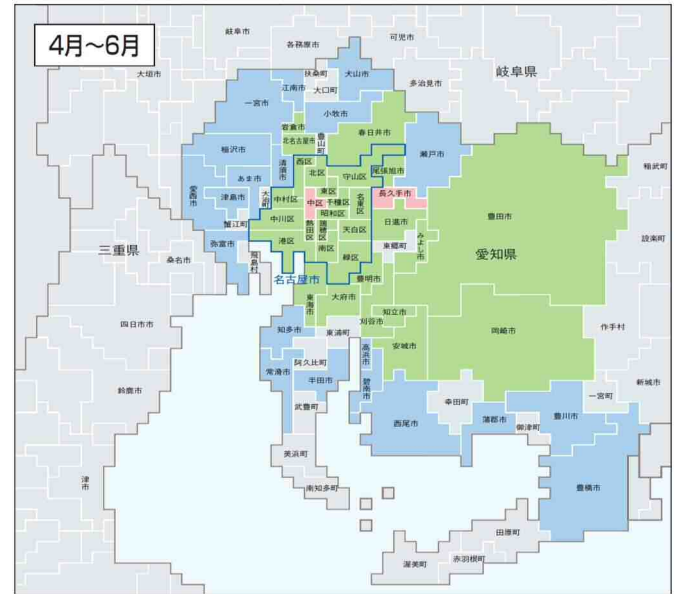 4月～6月
岐阜市
各務原市
可児市
大垣市
扶桑町
犬山市
岐阜県
江南市
大口町
多治見市
一宮市
小牧市
岩倉市
豊山町
春日井市
稲沢市
北名古屋市
瀬戸市
清須市
西区
北区
守山区
尾張旭市
稲武町
あま市
愛西市
津島市
大治町
中村区
東区
中区
千種区
名東区
長久手市
昭和区
豊田市
蟹江町
中川区
熱田区
瑞穂区
天白区
日進市
みよし市
設楽町
三重県
弥富市
港区
南区
東郷町
愛知県
桑名市
飛島村
緑区
名古屋市
豊明市
東海市
大府市
四日市市
知立市
刈谷市
岡崎市
作手村
知多市
東浦町
高浜市
安城市
阿久比町
常滑市
半田市
碧南市
鈴鹿市
幸田町
一宮町
新城市
武豊町
西尾市
蒲郡市
豊川市
御津町
美浜町
津市
南知多町
豊橋市
田原町
赤羽根町
渥美町